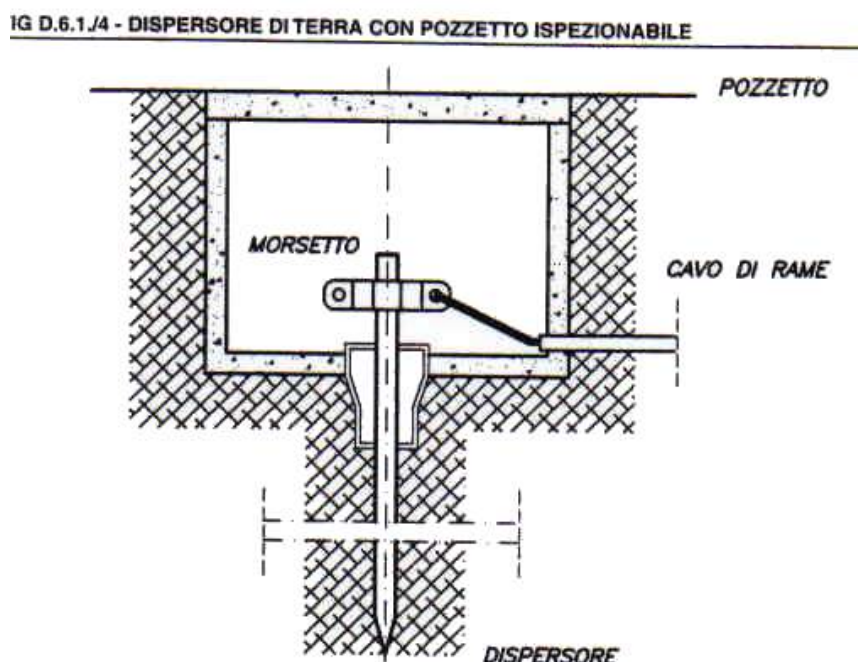 IG D.6.1./4 - DISPERSORE DI TERRA CON POZZETTO ISPEZIONABILE
POZZETTO
MORSETTO
CAVO DI RAME
DISPERSORE